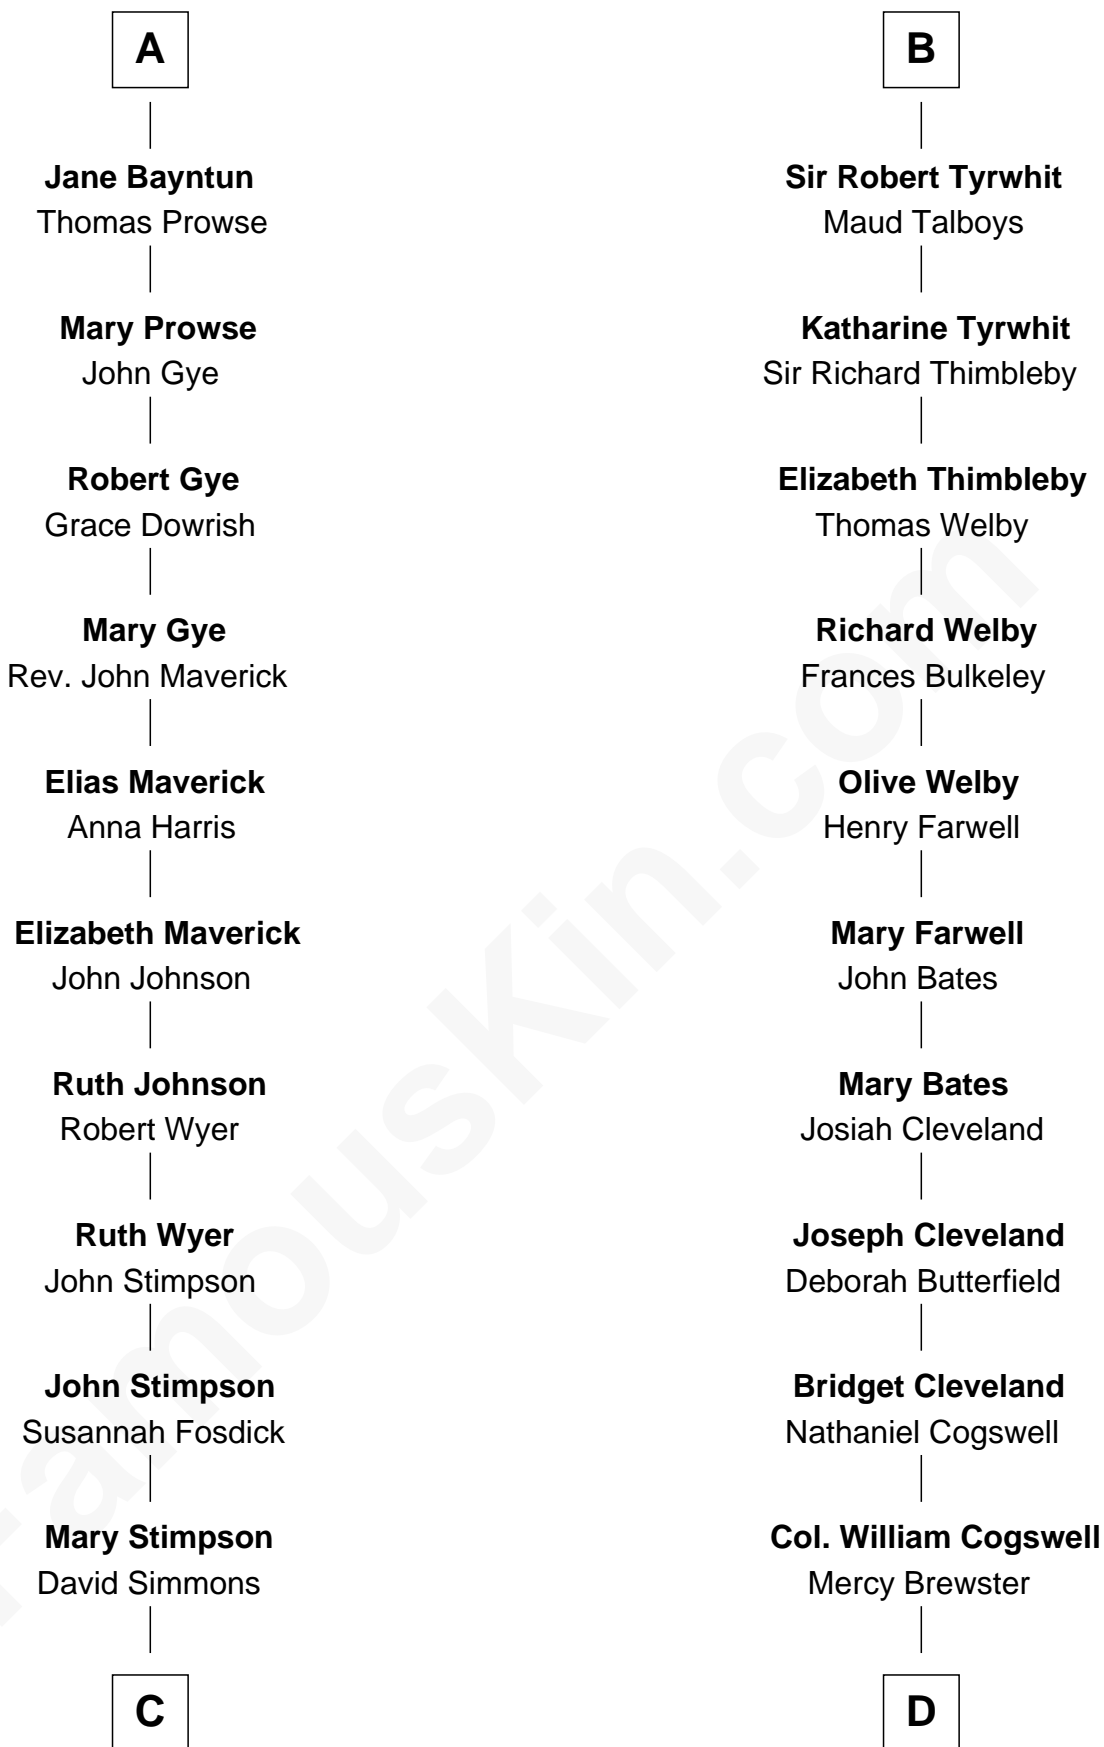 A
Jane Bayntun
Thomas Prowse
Mary Prowse
John Gye
Robert Gye
Grace Dowrish
Mary Gye
Rev. John Maverick
Elias Maverick
Anna Harris
Elizabeth Maverick
John Johnson
Ruth Johnson
Robert Wyer
Ruth Wyer
John Stimpson
John Stimpson
Susannah Fosdick
Mary Stimpson
David Simmons
C
B
Sir Robert Tyrwhit
Maud Talboys
Katharine Tyrwhit
Sir Richard Thimbleby
Elizabeth Thimbleby
Thomas Welby
Richard Welby
Frances Bulkeley
Olive Welby
Henry Farwell
Mary Farwell
John Bates
Mary Bates
Josiah Cleveland
Joseph Cleveland
Deborah Butterfield
Bridget Cleveland
Nathaniel Cogswell
Col. William Cogswell
Mercy Brewster
D
FamousKin.com